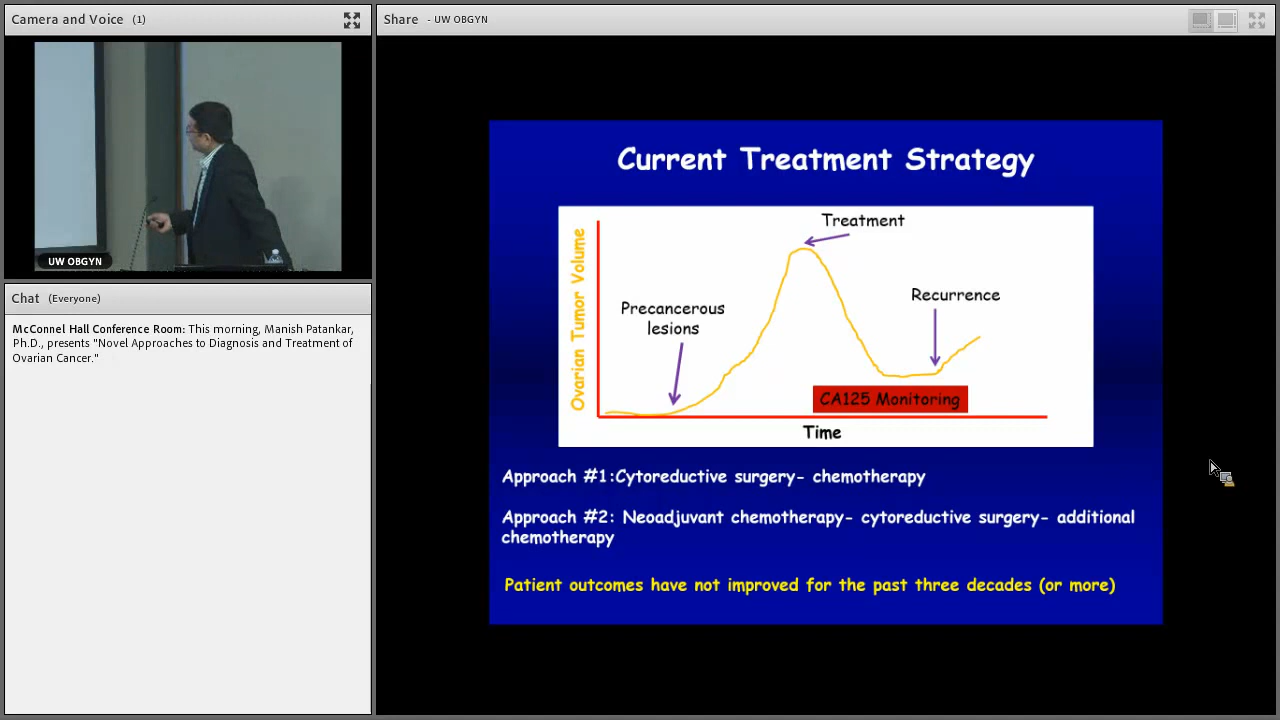 Camera and Voice (1)
UW OBGYN
Chat (Everyone)
McConnel Hall Conference Room: This morning, Manish Patankar,
Ph.D., presents "Novel Approaches to Diagnosis and Treatment of
Ovarian Cancer."
Share - UW OBGYN
Current Treatment Strategy
Treatment
Recurrence
Precancerous
lesions
Ovarian Tumor Volume
CA125 Monitoring
Time
Approach #1:Cytoreductive surgery- chemotherapy
Approach #2: Neoadjuvant chemotherapy- cytoreductive surgery- additional
chemotherapy
Patient outcomes have not improved for the past three decades (or more)